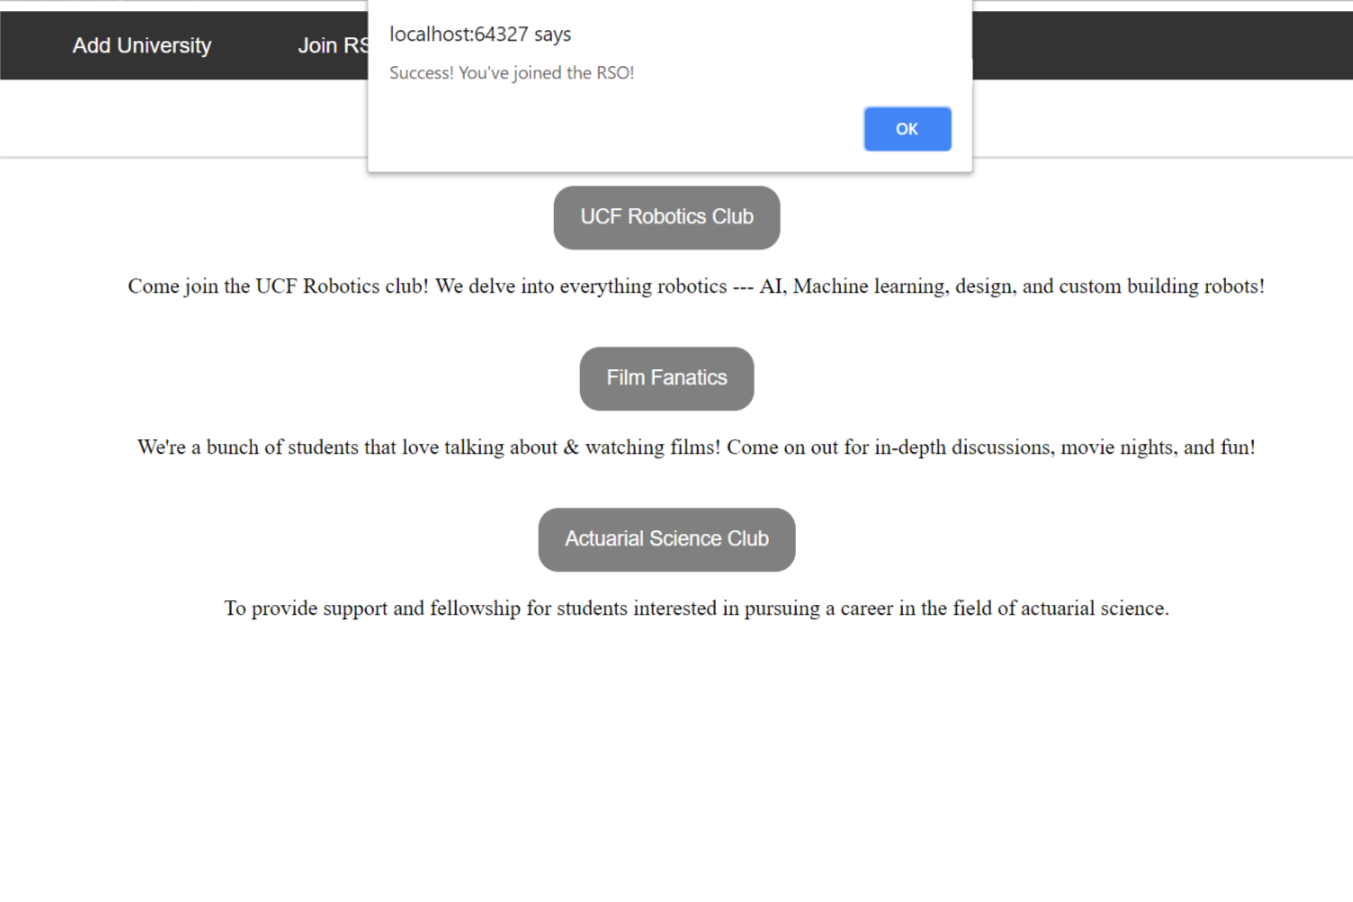 localhost:64327 says
Add University Join RS
Success! You've joined the RSO!
OK
UCF Robotics Club
Come join the UCF Robotics club! We delve into everything robotics --- AI, Machine learning, design, and custom building robots!
Film Fanatics
We're a bunch of students that love talking about & watching films! Come on out for in-depth discussions, movie nights, and fun!
Actuarial Science Club
To provide support and fellowship for students interested in pursuing a career in the field of actuarial science.